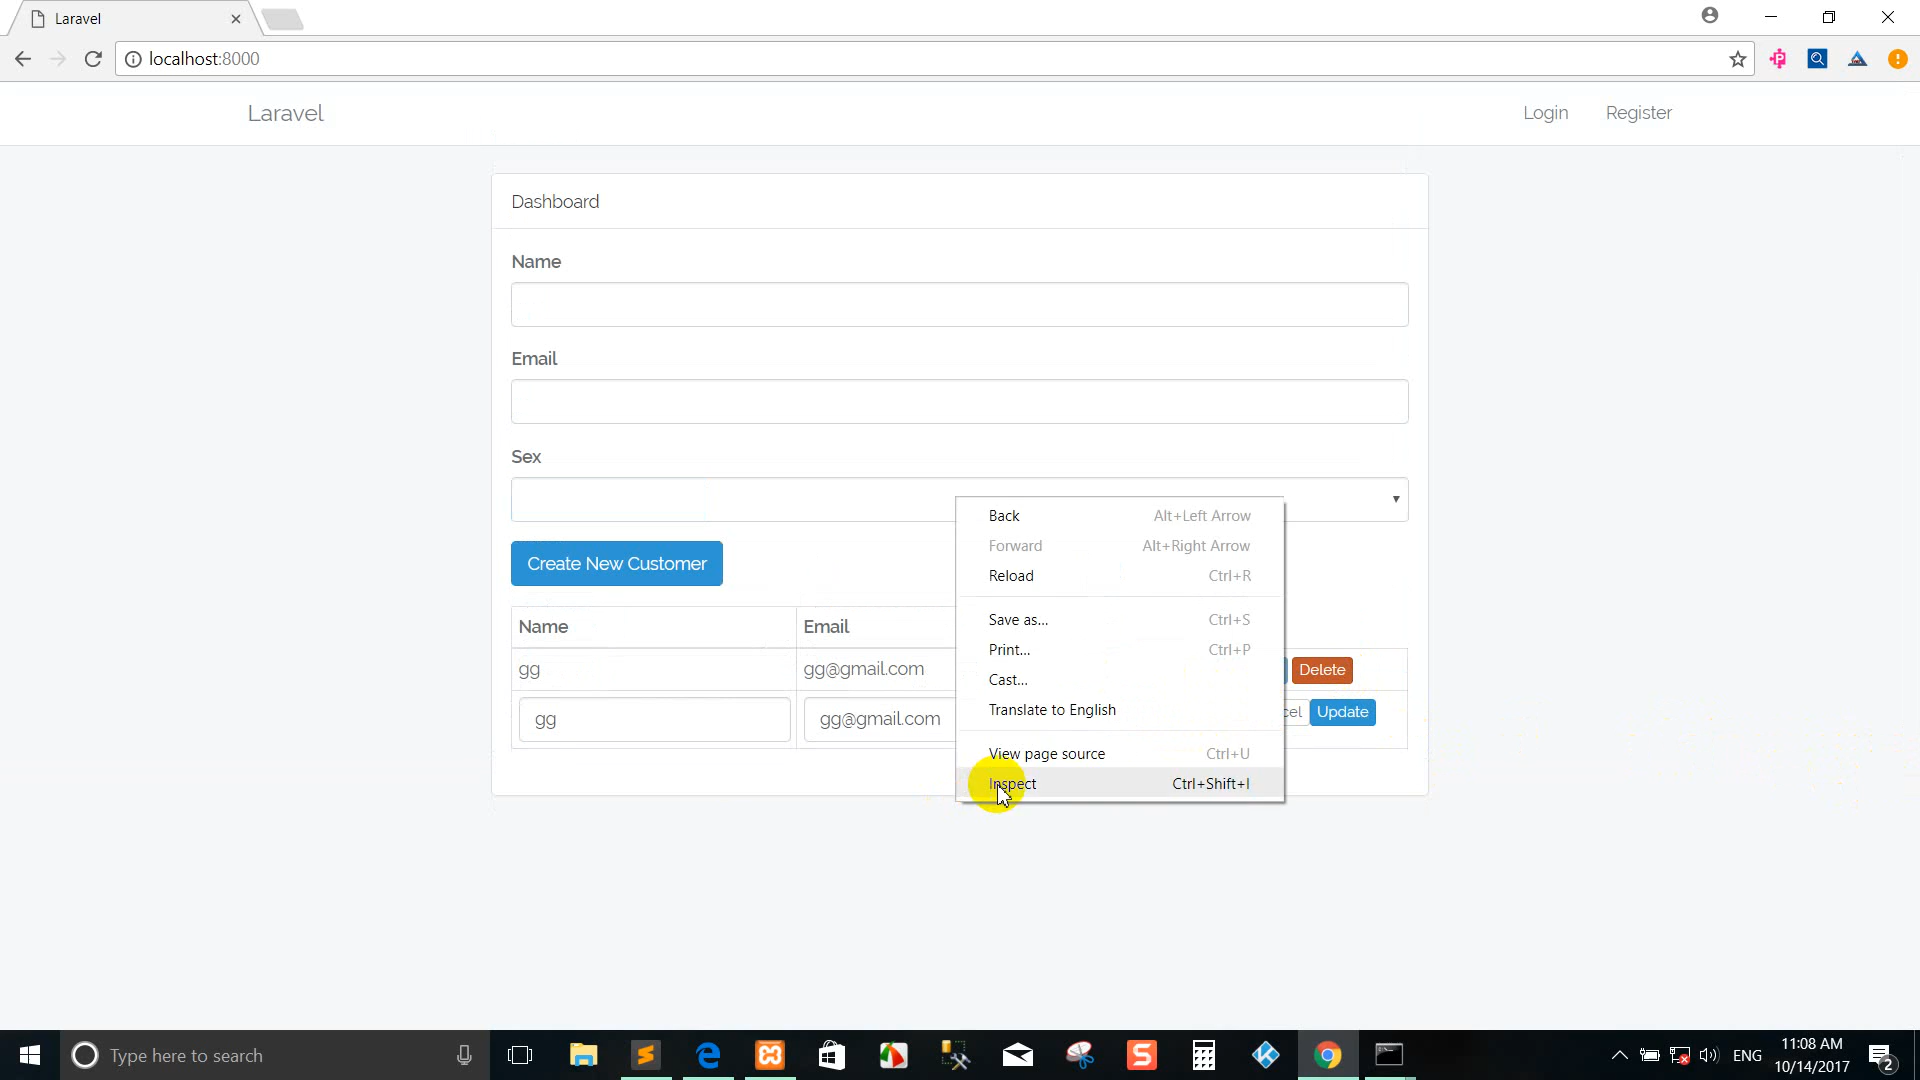 Laravel
localhost:8000
Laravel
Login
Register
Dashboard
Name
Email
Sex
Create New Customer
Back Alt+Left Arrow
Forward Alt+Right Arrow
Reload Ctrl+R
Save as... Ctrl+S
Print... Ctrl+P
Cast...
Translate to English
View page source Ctrl+U
Inspect Ctrl+Shift+I
Name Email
gg gg@gmail.com Delete
gg gg@gmail.com cel Update
Type here to search
ENG
11:08 AM
10/14/2017
2